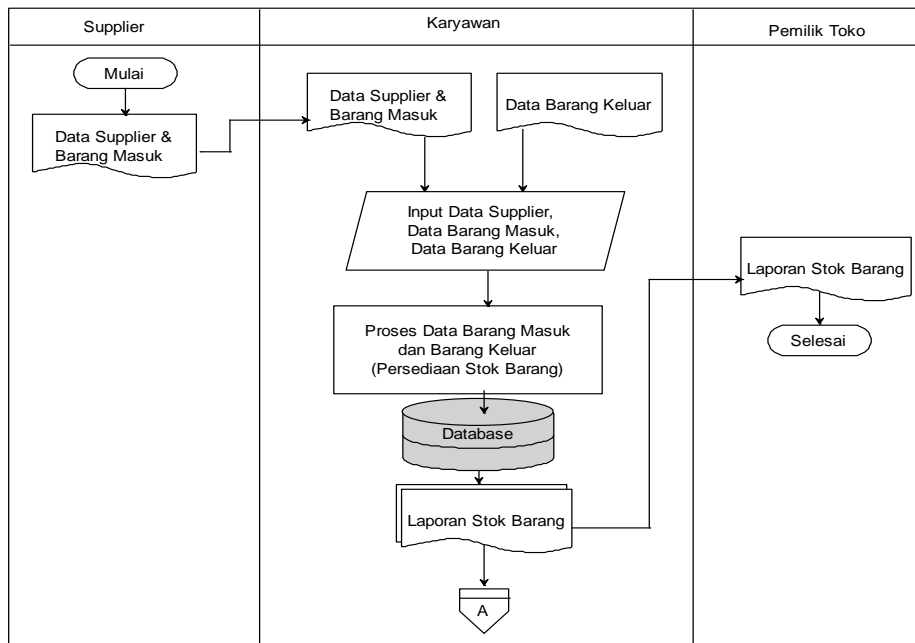 Supplier
Karyawan
Pemilik Toko
Mulai
Data Supplier &
Barang Masuk
Data Supplier &
Barang Masuk
Data Barang Keluar
Input Data Supplier,
Data Barang Masuk,
Data Barang Keluar
Proses Data Barang Masuk
dan Barang Keluar
(Persediaan Stok Barang)
Database
Laporan Stok Barang
A
Laporan Stok Barang
Selesai